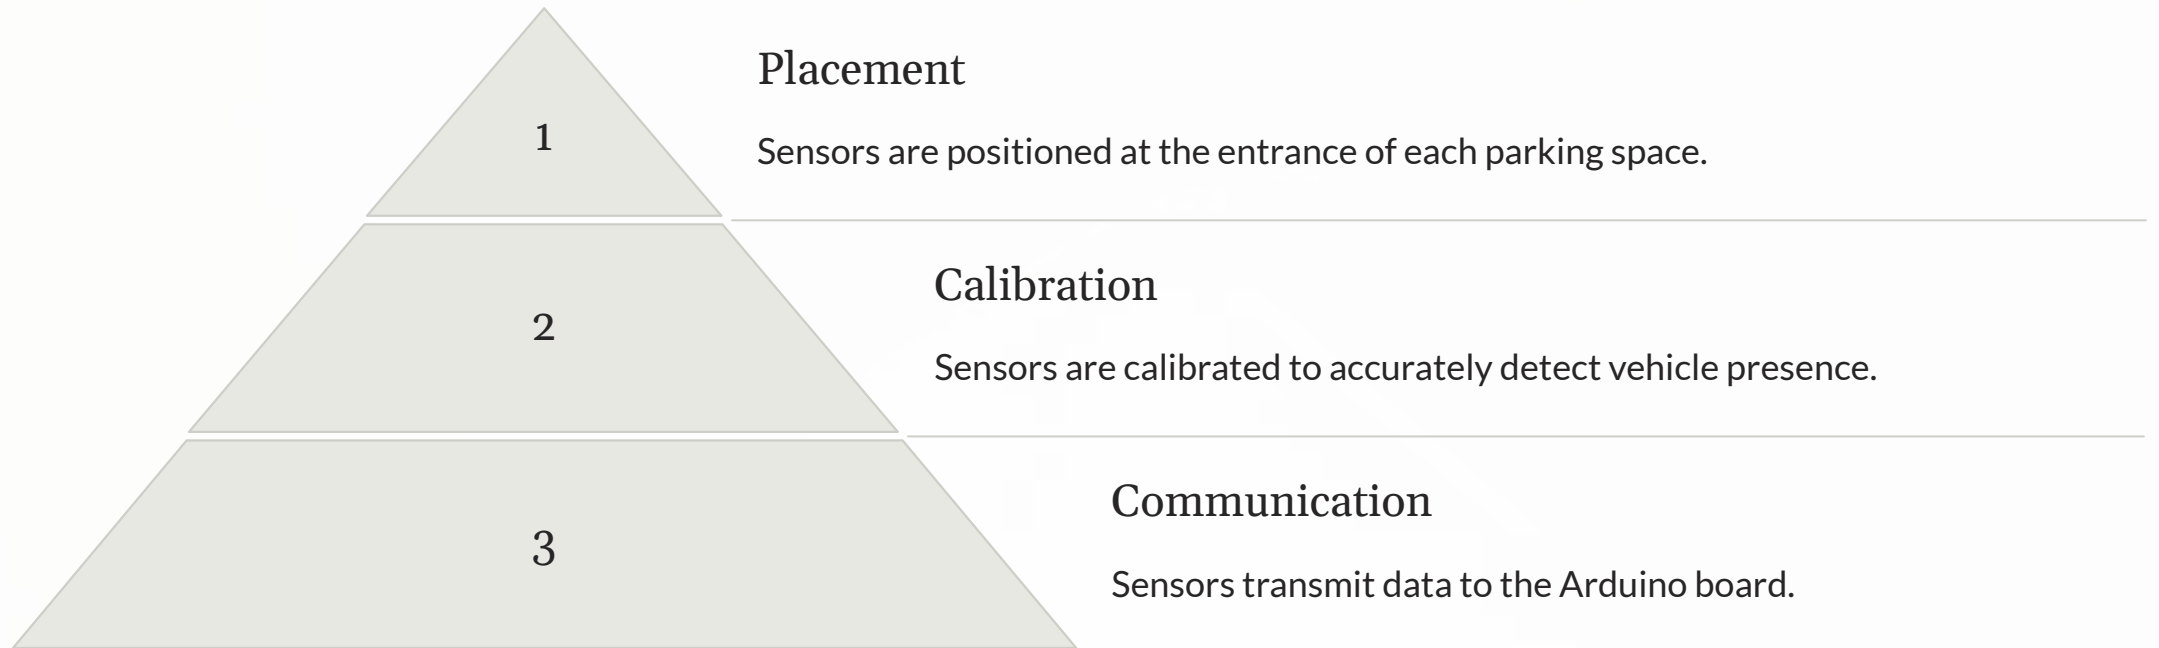 1
Placement
Sensors are positioned at the entrance of each parking space.
2
Calibration
Sensors are calibrated to accurately detect vehicle presence.
3
Communication
Sensors transmit data to the Arduino board.